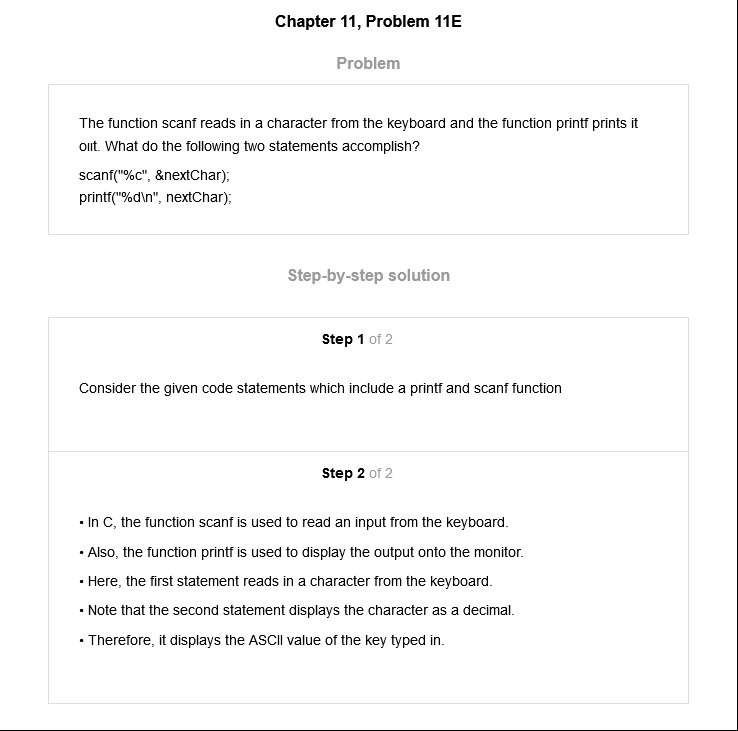 Chapter 11, Problem 11E
Problem
The function scanf reads in a character from the keyboard and the function printf prints it
out. What do the following two statements accomplish?
scanf("%c", &nextChar);
printf("%d\n", nextChar);
Step-by-step solution
Step 1 of 2
Consider the given code statements which include a printf and scanf function
Step 2 of 2
• In C, the function scanf is used to read an input from the keyboard.
• Also, the function printf is used to display the output onto the monitor.
• Here, the first statement reads in a character from the keyboard.
• Note that the second statement displays the character as a decimal.
• Therefore, it displays the ASCII value of the key typed in.